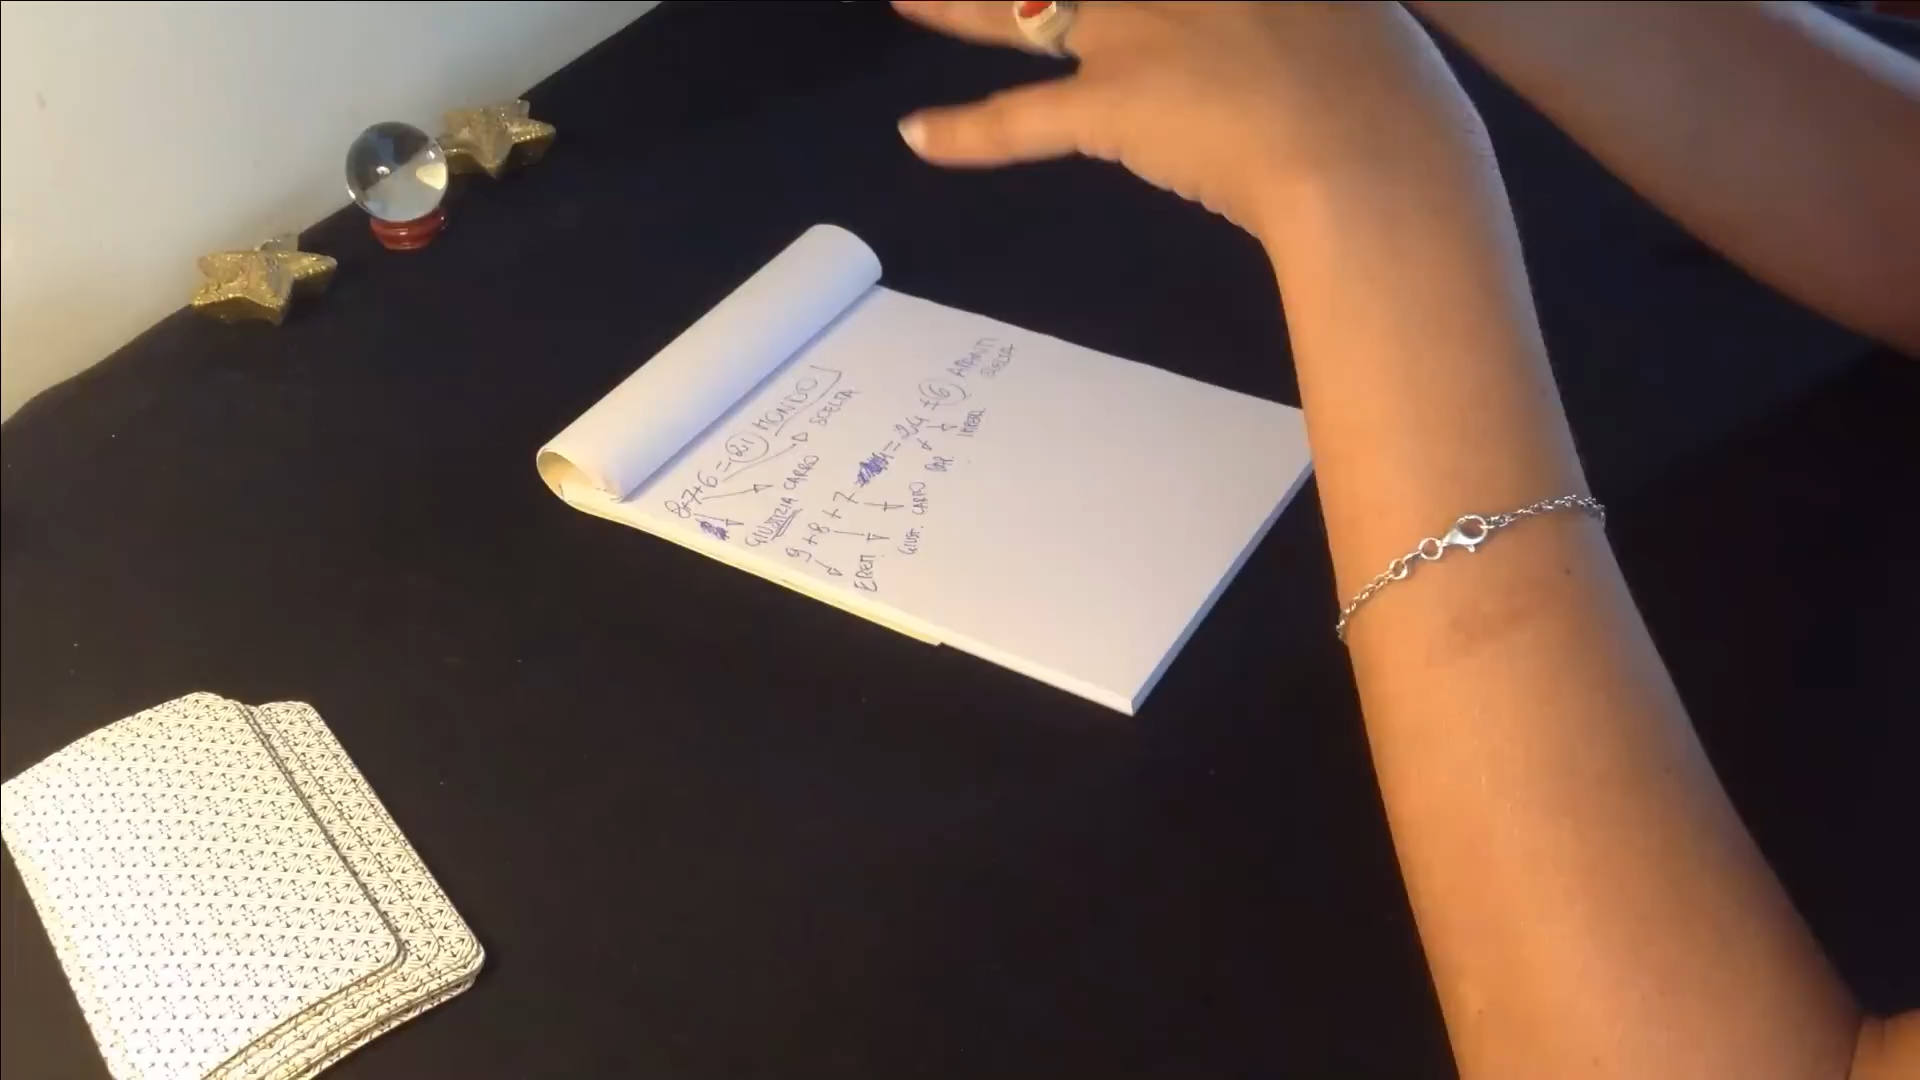 8+7+6=21 MONDO
SCELTA
GIUSTIZIA CARRO
9+8+7 = 24 6 AMANTI
EREM. GIUST. CARRO